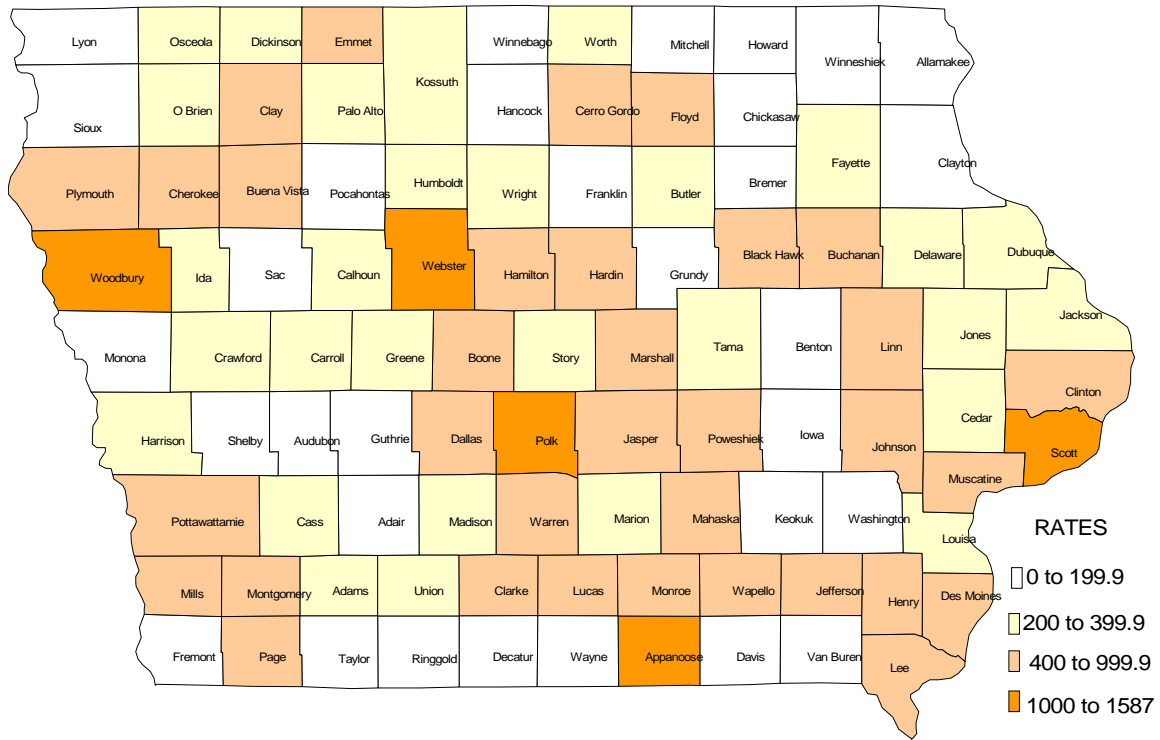 Lyon
Osceola
Dickinson
Emmet
Kossuth
Winnebago
Worth
Mitchell
Howard
Winneshiek
Allamakee
Sioux
O Brien
Clay
Palo Alto
Hancock
Cerro Gordo
Floyd
Chickasaw
Fayette
Clayton
Plymouth
Cherokee
Buena Vista
Pocahontas
Humboldt
Wright
Franklin
Butler
Bremer
Woodbury
Ida
Sac
Calhoun
Webster
Hamilton
Hardin
Grundy
Black Hawk
Buchanan
Delaware
Dubuque
Monona
Crawford
Carroll
Greene
Boone
Story
Marshall
Tama
Benton
Linn
Jones
Jackson
Clinton
Harrison
Shelby
Audubon
Guthrie
Dallas
Polk
Jasper
Poweshiek
Iowa
Johnson
Cedar
Scott
Muscatine
Pottawattamie
Cass
Adair
Madison
Warren
Marion
Mahaska
Keokuk
Washington
Louisa
Mills
Montgomery
Adams
Union
Clarke
Lucas
Monroe
Wapello
Jefferson
Henry
Des Moines
Fremont
Page
Taylor
Ringgold
Decatur
Wayne
Appanoose
Davis
Van Buren
Lee
RATES
0 to 199.9
200 to 399.9
400 to 999.9
1000 to 1587